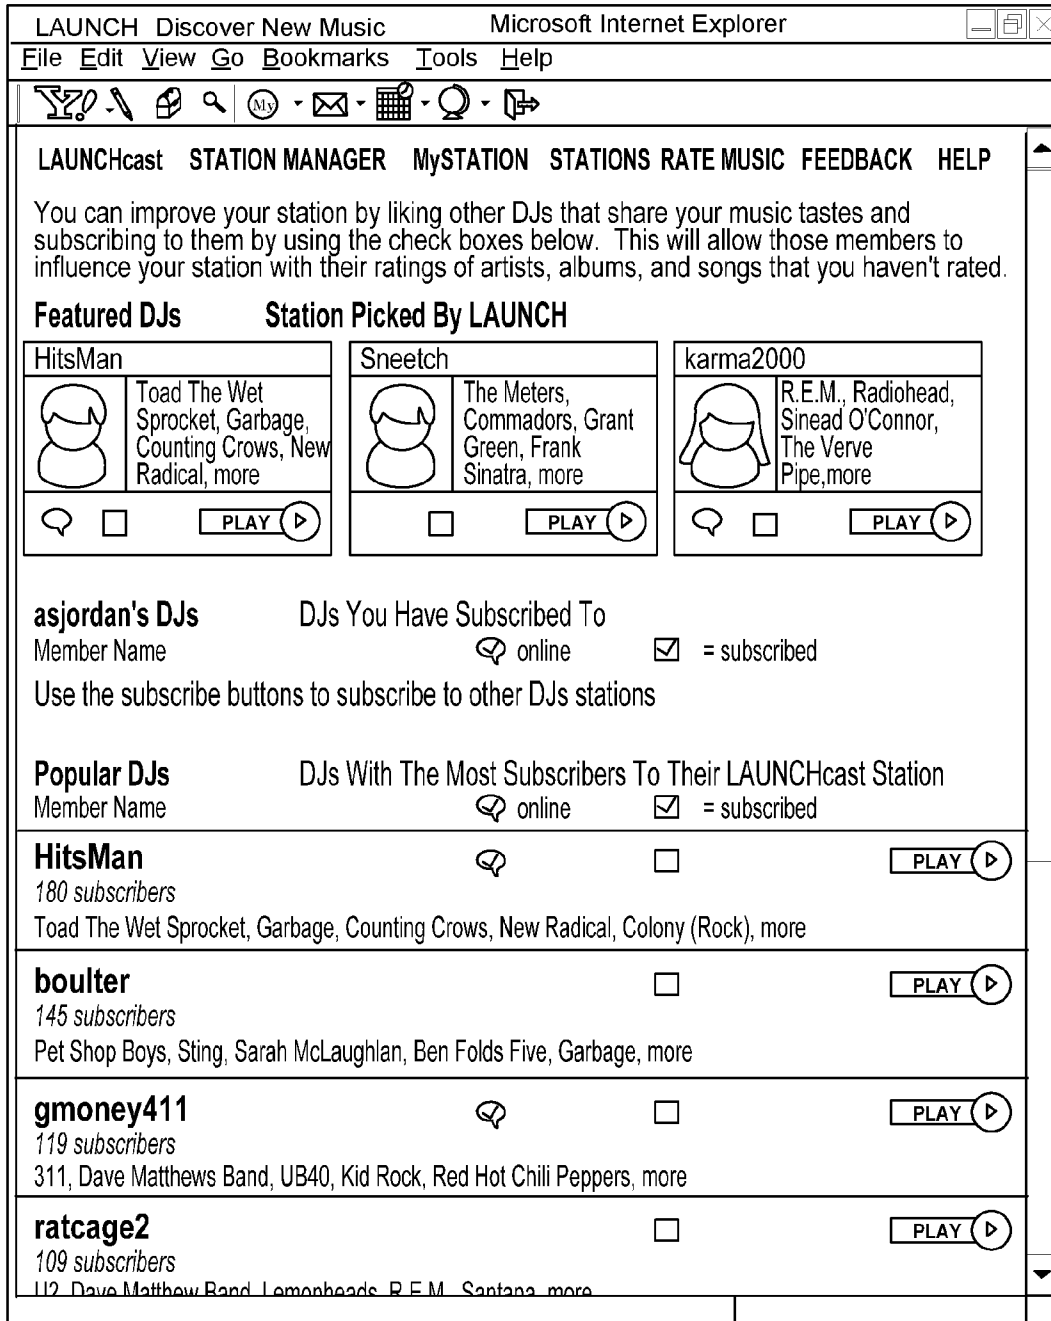 LAUNCH Discover New Music Microsoft Internet Explorer
File Edit View Go Bookmarks Tools Help
Y! My
LAUNCHcast STATION MANAGER MySTATION STATIONS RATE MUSIC FEEDBACK HELP
You can improve your station by liking other DJs that share your music tastes and
subscribing to them by using the check boxes below. This will allow those members to
influence your station with their ratings of artists, albums, and songs that you haven't rated.
Featured DJs Station Picked By LAUNCH
HitsMan
Toad The Wet
Sprocket, Garbage,
Counting Crows, New
Radical, more
PLAY
Sneetch
The Meters,
Commadors, Grant
Green, Frank
Sinatra, more
PLAY
karma2000
R.E.M., Radiohead,
Sinead O'Connor,
The Verve
Pipe,more
PLAY
asjordan's DJs DJs You Have Subscribed To
Member Name online = subscribed
Use the subscribe buttons to subscribe to other DJs stations
Popular DJs DJs With The Most Subscribers To Their LAUNCHcast Station
Member Name online = subscribed
HitsMan PLAY
180 subscribers
Toad The Wet Sprocket, Garbage, Counting Crows, New Radical, Colony (Rock), more
boulter PLAY
145 subscribers
Pet Shop Boys, Sting, Sarah McLaughlan, Ben Folds Five, Garbage, more
gmoney411 PLAY
119 subscribers
311, Dave Matthews Band, UB40, Kid Rock, Red Hot Chili Peppers, more
ratcage2 PLAY
109 subscribers
U2, Dave Matthew Band, Lemonheads, R.E.M., Santana, more